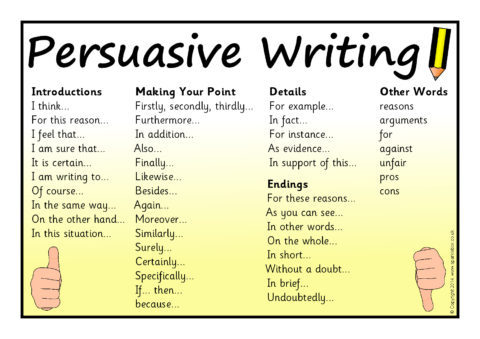 Persuasive Writing
Introductions
I think...
For this reason...
I feel that...
I am sure that...
It is certain...
I am writing to...
Of course...
In the same way...
On the other hand...
In this situation...
Making Your Point
Firstly, secondly, thirdly...
Furthermore...
In addition...
Also...
Finally...
Likewise...
Besides...
Again...
Moreover...
Similarly...
Surely...
Certainly...
Specifically...
If... then...
because...
Details
For example...
In fact...
For instance...
As evidence...
In support of this...
Endings
For these reasons...
As you can see...
In other words...
On the whole...
In short...
Without a doubt...
In brief...
Undoubtedly...
Other Words
reasons
arguments
for
against
unfair
pros
cons
© Copyright 2014 www.sparklebox.co.uk